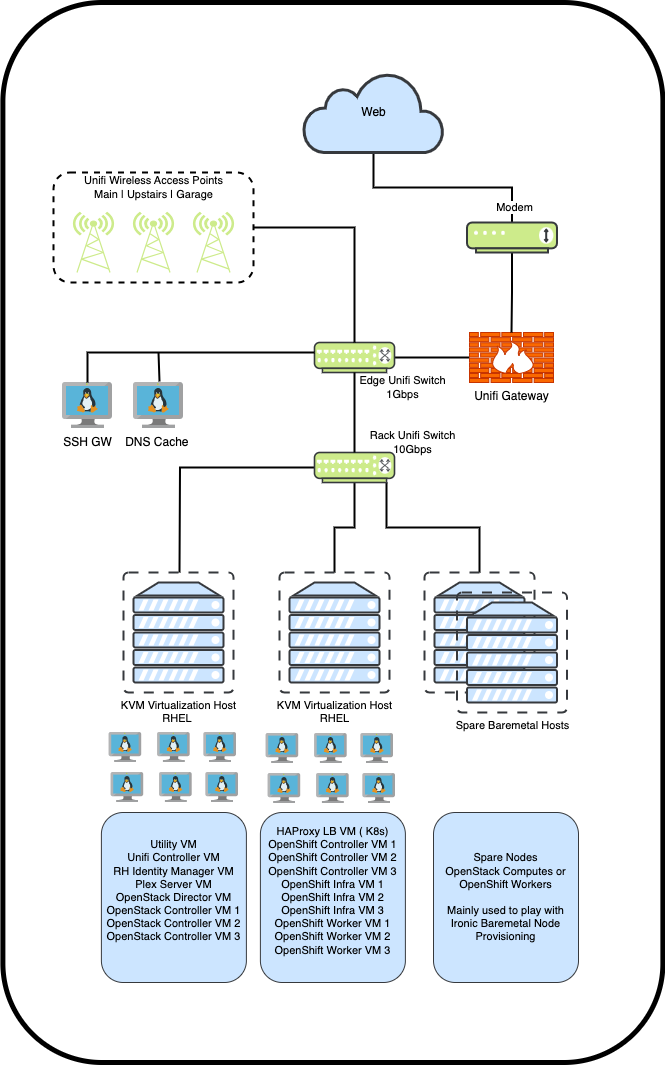 Web
Unifi Wireless Access Points
Main | Upstairs | Garage
Modem
Edge Unifi Switch
1Gbps
Unifi Gateway
SSH GW
DNS Cache
Rack Unifi Switch
10Gbps
KVM Virtualization Host
RHEL
KVM Virtualization Host
RHEL
Spare Baremetal Hosts
Utility VM
Unifi Controller VM
RH Identity Manager VM
Plex Server VM
OpenStack Director VM
OpenStack Controller VM 1
OpenStack Controller VM 2
OpenStack Controller VM 3
HAProxy LB VM ( K8s)
OpenShift Controller VM 1
OpenShift Controller VM 2
OpenShift Controller VM 3
OpenShift Infra VM 1
OpenShift Infra VM 2
OpenShift Infra VM 3
OpenShift Worker VM 1
OpenShift Worker VM 2
OpenShift Worker VM 3
Spare Nodes
OpenStack Computes or
OpenShift Workers
Mainly used to play with
Ironic Baremetal Node
Provisioning